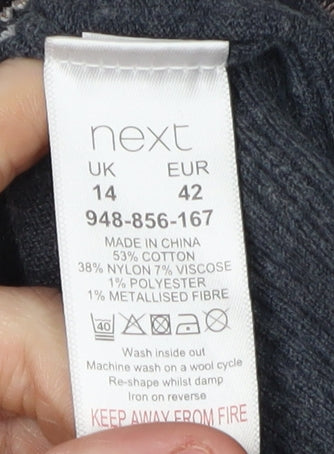 next
UK EUR
14 42
948-856-167
MADE IN CHINA
53% COTTON
38% NYLON 7% VISCOSE
1% POLYESTER
1% METALLISED FIBRE
40
Wash inside out
Machine wash on a wool cycle
Re-shape whilst damp
Iron on reverse
KEEP AWAY FROM FIRE